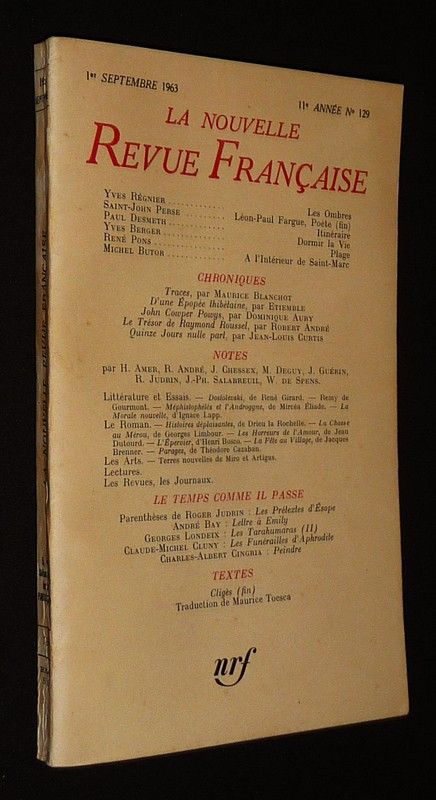 1er SEPTEMBRE 1963
11e ANNÉE No 129
LA NOUVELLE
REVUE FRANÇAISE
YVES RÉGNIER ............ Les Ombres
SAINT-JOHN PERSE ........ Léon-Paul Fargue, Poète (fin)
PAUL DESMETH ............ Itinéraire
YVES BERGER ............. Dormir la Vie
RENÉ PONS ............... Plage
MICHEL BUTOR ............ A l'Intérieur de Saint-Marc
CHRONIQUES
Traces, par MAURICE BLANCHOT
D'une Épopée thibétaine, par ETIEMBLE
John Cowper Powys, par DOMINIQUE AURY
Le Trésor de Raymond Roussel, par ROBERT ANDRÉ
Quinze Jours nulle part, par JEAN-LOUIS CURTIS
NOTES
par H. AMER, R. ANDRÉ, J. CHESSEX, M. DEGUY, J. GUÉRIN,
R. JUDRIN, J.-PH. SALABREUIL, W. DE SPENS.
Littérature et Essais. — Dostoïevski, de René Girard. — Remy de
Gourmont. — Méphistophélès et l'Androgyne, de Mircéa Éliade. — La
Morale nouvelle, d'Ignace Lepp.
Le Roman. — Histoires déplaisantes, de Drieu la Rochelle. — La Chasse
au Mérou, de Georges Limbour. — Les Horreurs de l'Amour, de Jean
Dutourd. — L'Épervier, d'Henri Bosco. — La Fête au Village, de Jacques
Brenner. — Parages, de Théodore Cazaban.
Les Arts. — Terres nouvelles de Miro et Artigas.
Lectures.
Les Revues, les Journaux.
LE TEMPS COMME IL PASSE
Parenthèses de ROGER JUDRIN : Les Prétextes d'Ésope
ANDRÉ BAY : Lettre à Emily
GEORGES LONDEIX : Les Tarahumaras (II)
CLAUDE-MICHEL CLUNY : Les Funérailles d'Aphrodite
CHARLES-ALBERT CINGRIA : Peindre
TEXTES
Cligès (fin)
Traduction de Maurice Toesca
nrf